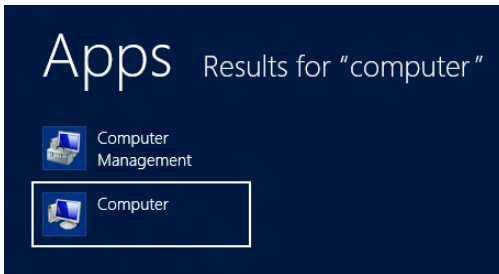 Apps Results for “computer”
Computer
Management
Computer